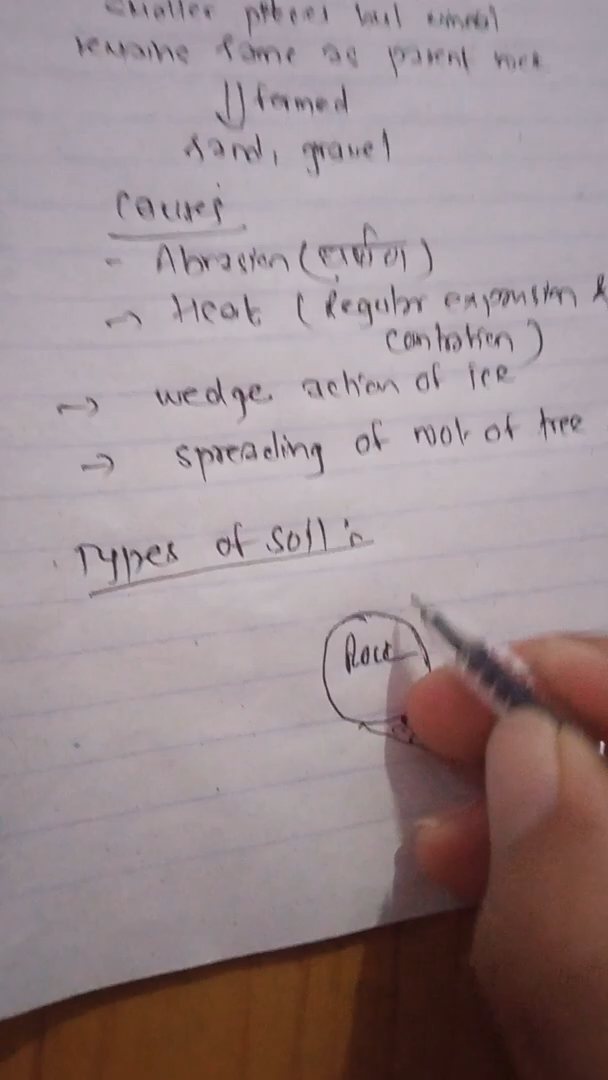 smaller pieces but mineral
remains same as parent rock
⇓ formed
sand, gravel
Causes
- Abrasion (घर्षण)
→ Heat (Regular expansion &
contration)
→ wedge action of ice
→ spreading of root of tree
Types of soil :
Rock